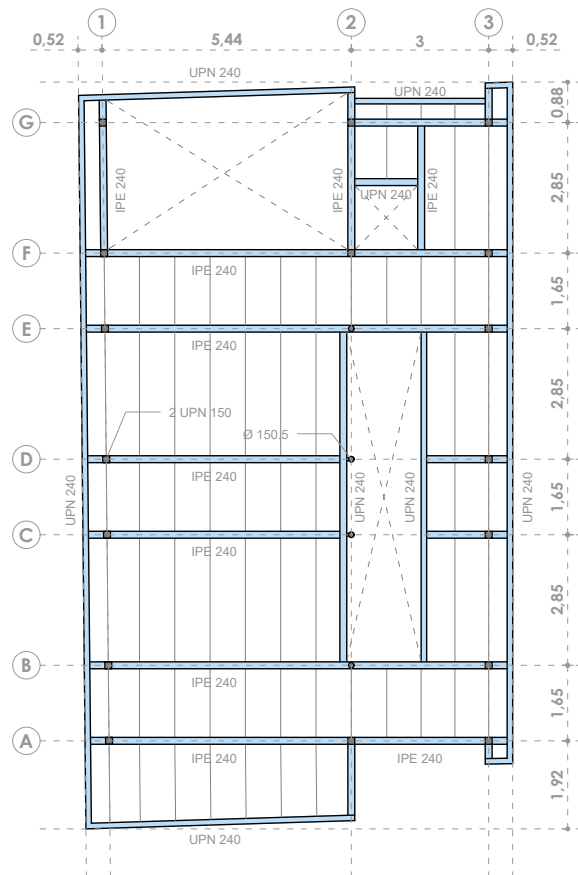 1 2 3
0,52 5,44 3 0,52
UPN 240
UPN 240
0,88
G
IPE 240
IPE 240
UPN 240
IPE 240
2,85
F
IPE 240
1,65
E
IPE 240
2,85
2 UPN 150
Ø 150.5
D
IPE 240
UPN 240
UPN 240
UPN 240
UPN 240
1,65
C
IPE 240
2,85
B
IPE 240
1,65
A
IPE 240
IPE 240
1,92
UPN 240